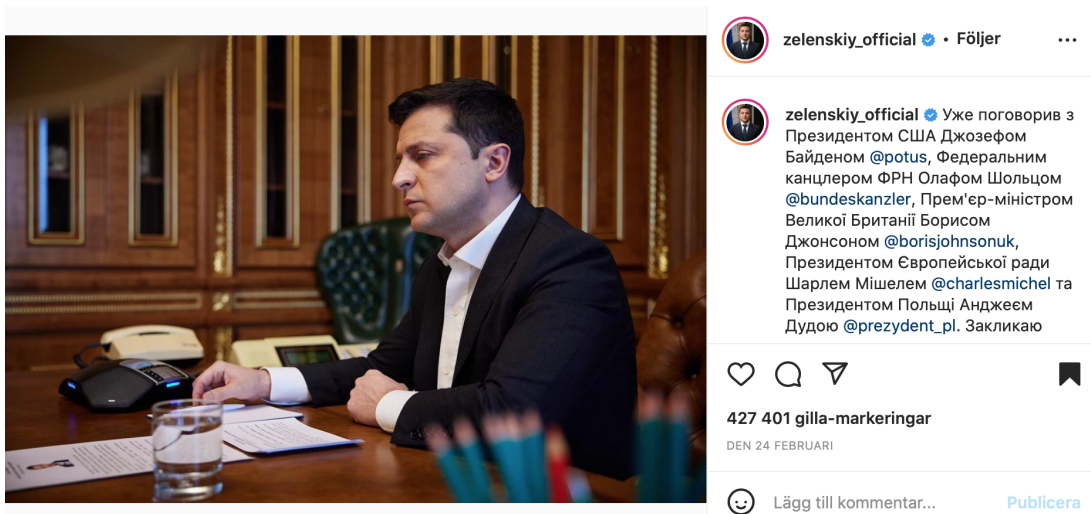 zelenskiy_official • Följer
zelenskiy_official Уже поговорив з
Президентом США Джозефом
Байденом @potus, Федеральним
канцлером ФРН Олафом Шольцом
@bundeskanzler, Прем'єр-міністром
Великої Британії Борисом
Джонсоном @borisjohnsonuk,
Президентом Європейської ради
Шарлем Мішелем @charlesmichel та
Президентом Польщі Анджеєм
Дудою @prezydent_pl. Закликаю
427 401 gilla-markeringar
DEN 24 FEBRUARI
Lägg till kommentar...
Publicera